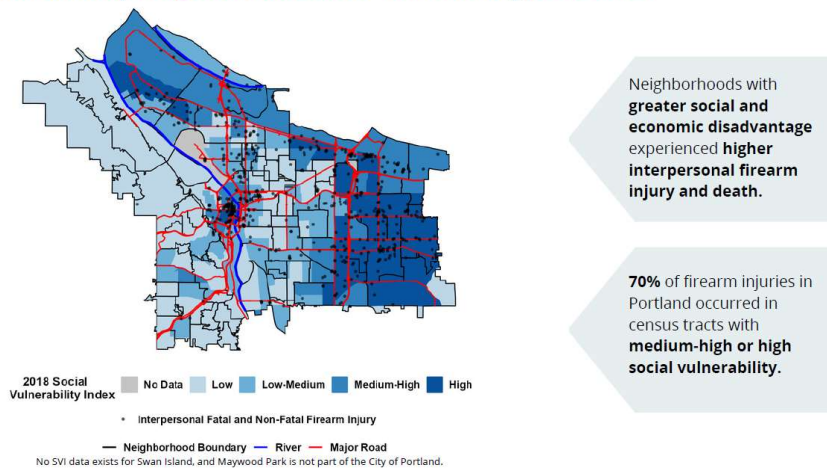 Neighborhoods with
greater social and
economic disadvantage
experienced higher
interpersonal firearm
injury and death.
70% of firearm injuries in
Portland occurred in
census tracts with
medium-high or high
social vulnerability.
2018 Social
Vulnerability Index
No Data
Low
Low-Medium
Medium-High
High
Interpersonal Fatal and Non-Fatal Firearm Injury
Neighborhood Boundary
River
Major Road
No SVI data exists for Swan Island, and Maywood Park is not part of the City of Portland.